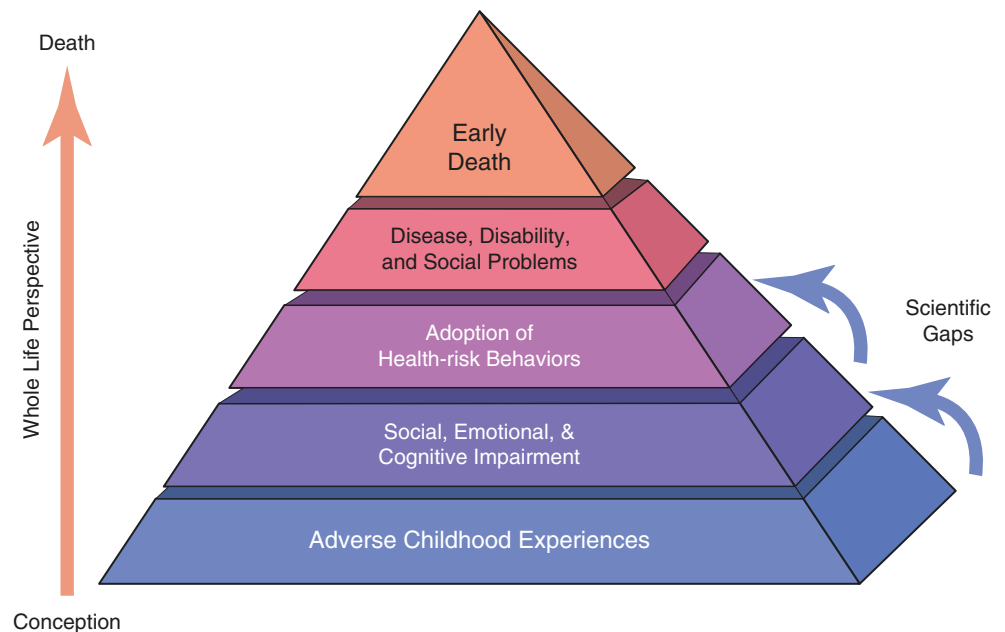 Death
Whole Life Perspective
Conception
Early
Death
Disease, Disability,
and Social Problems
Adoption of
Health-risk Behaviors
Social, Emotional, &
Cognitive Impairment
Adverse Childhood Experiences
Scientific
Gaps